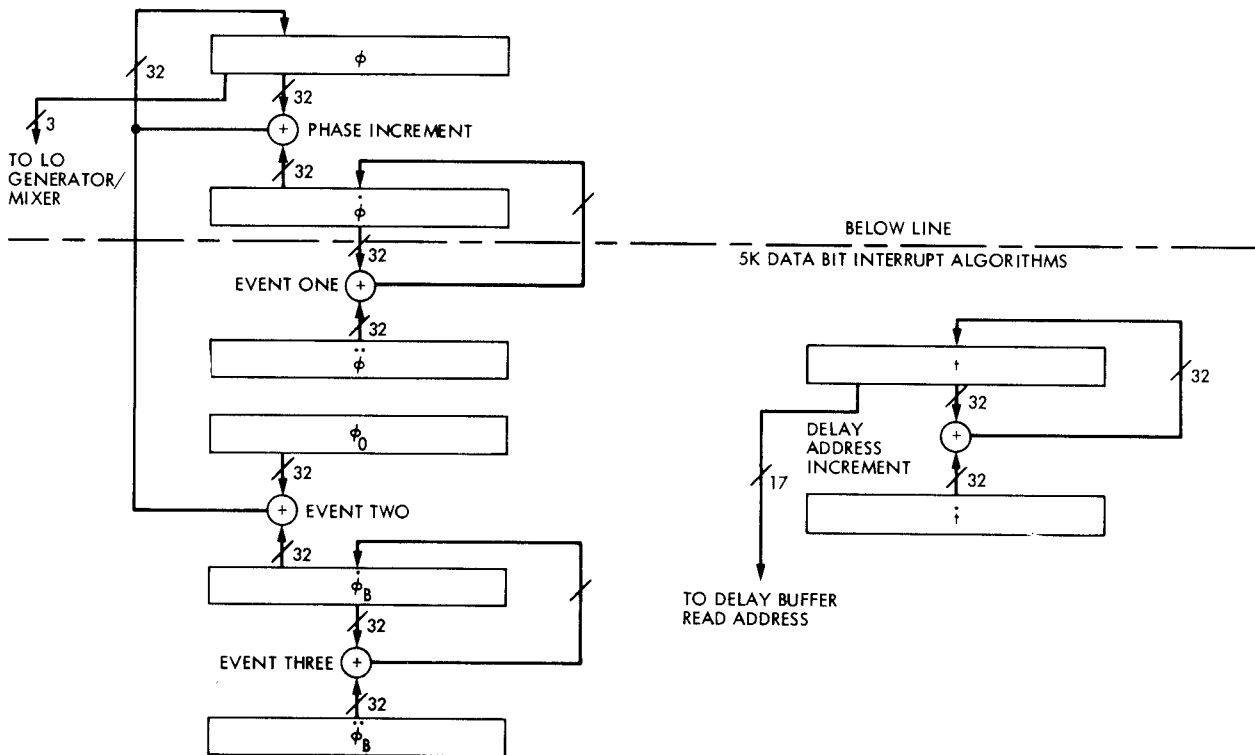 ϕ
32
32
3
+ PHASE INCREMENT
TO LO
GENERATOR/
MIXER
32
ϕ̇
BELOW LINE
5K DATA BIT INTERRUPT ALGORITHMS
32
EVENT ONE +
32
ϕ̈
t
32
32
ϕ₀
DELAY
ADDRESS
INCREMENT
+
32
17
32
EVENT TWO +
ṫ
32
ϕ̇_B
TO DELAY BUFFER
READ ADDRESS
32
EVENT THREE +
32
ϕ̈_B